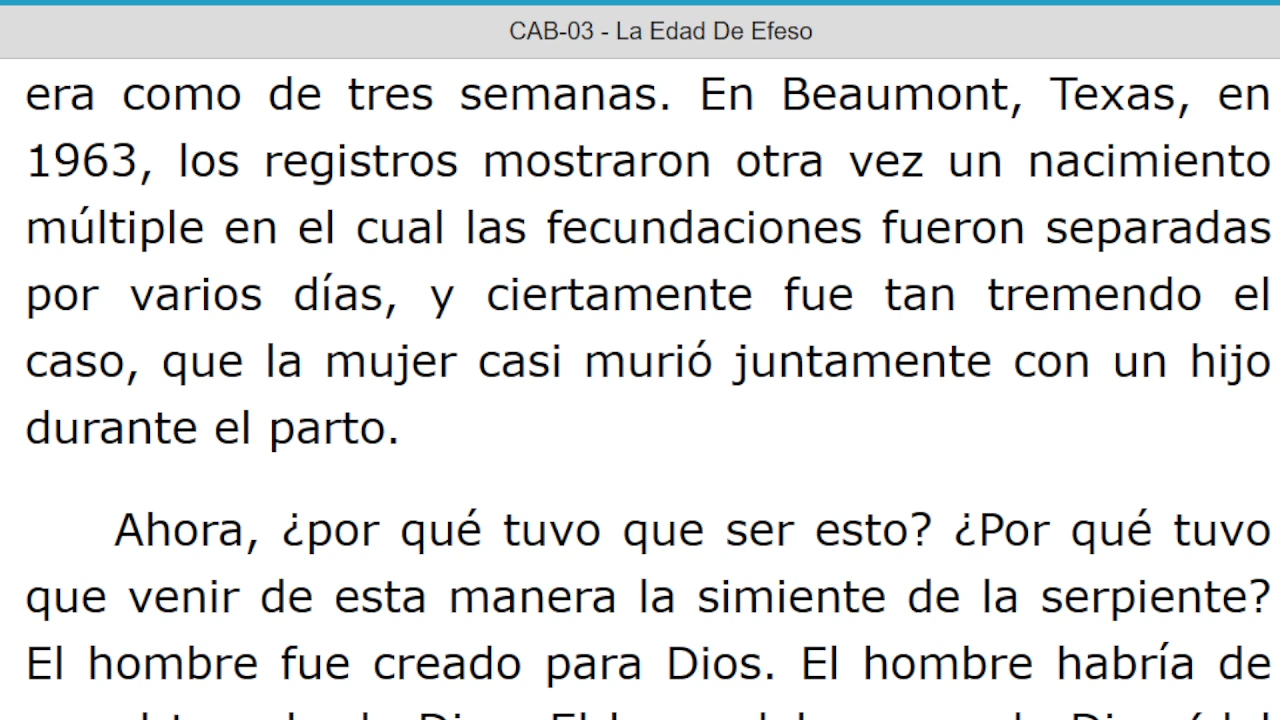 CAB-03 - La Edad De Efeso
era como de tres semanas. En Beaumont, Texas, en
1963, los registros mostraron otra vez un nacimiento
múltiple en el cual las fecundaciones fueron separadas
por varios días, y ciertamente fue tan tremendo el
caso, que la mujer casi murió juntamente con un hijo
durante el parto.
Ahora, ¿por qué tuvo que ser esto? ¿Por qué tuvo
que venir de esta manera la simiente de la serpiente?
El hombre fue creado para Dios. El hombre habría de